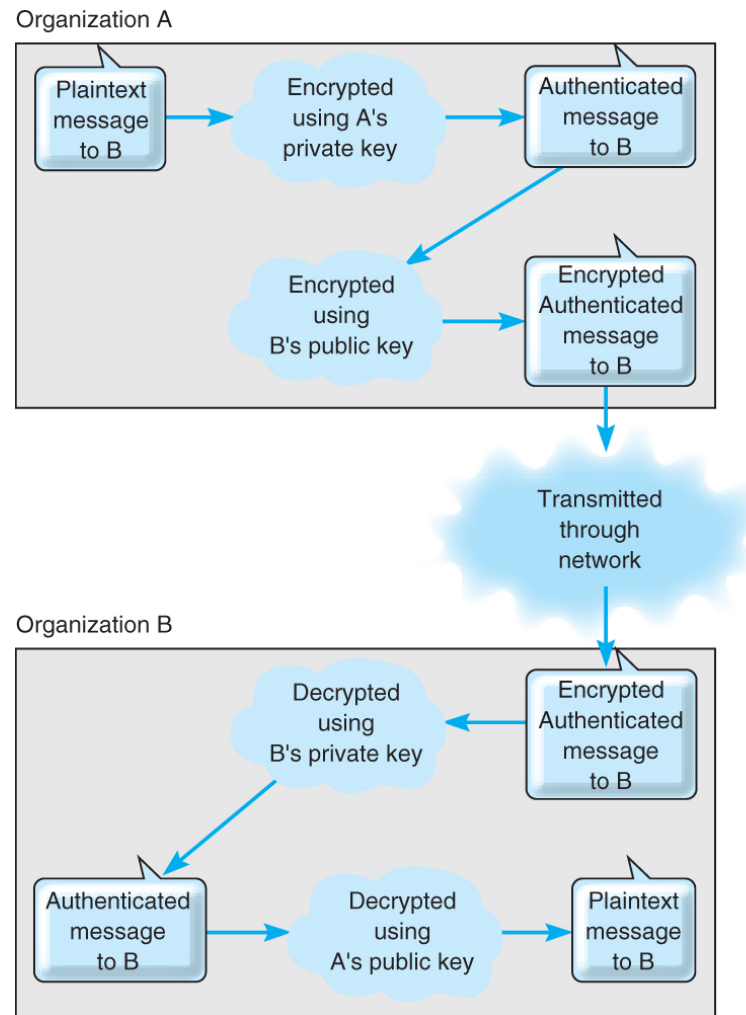 Organization A
Plaintext
message
to B
Encrypted
using A's
private key
Authenticated
message
to B
Encrypted
using
B's public key
Encrypted
Authenticated
message
to B
Transmitted
through
network
Organization B
Encrypted
Authenticated
message
to B
Decrypted
using
B's private key
Authenticated
message
to B
Decrypted
using
A's public key
Plaintext
message
to B